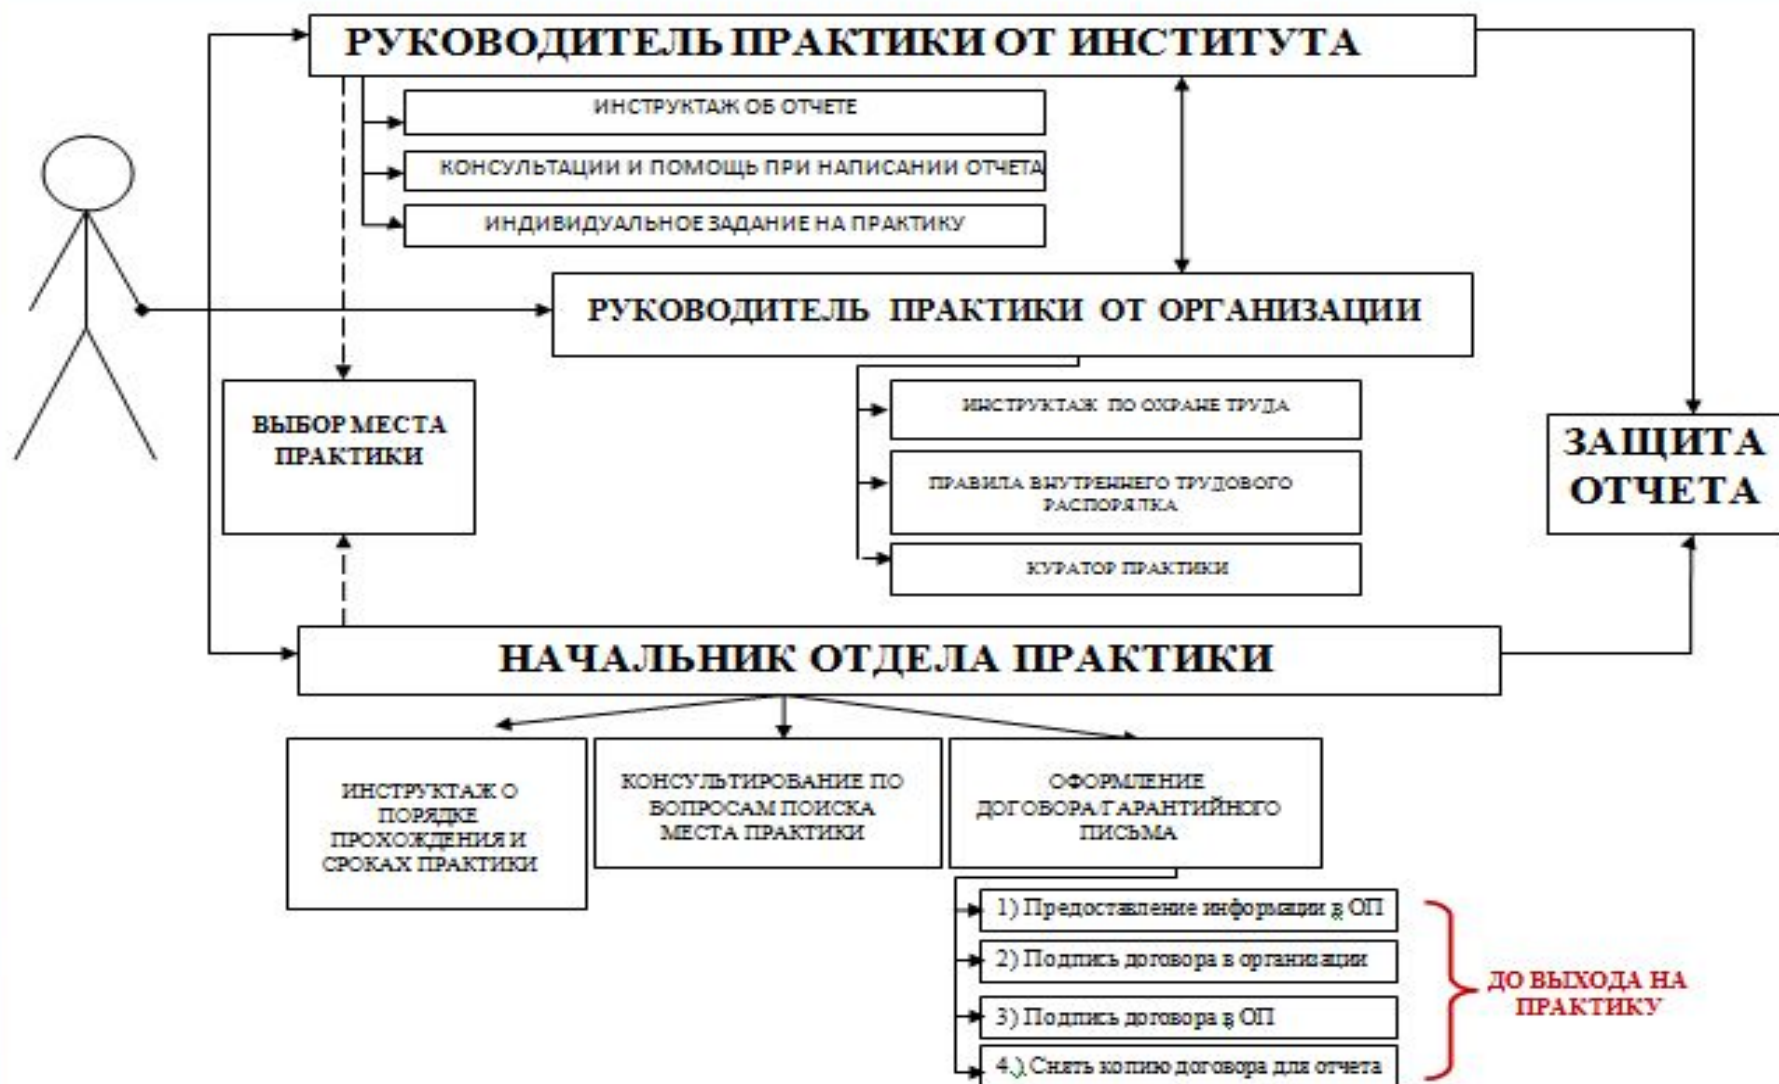 РУКОВОДИТЕЛЬ ПРАКТИКИ ОТ ИНСТИТУТА
ИНСТРУКТАЖ ОБ ОТЧЕТЕ
КОНСУЛЬТАЦИИ И ПОМОЩЬ ПРИ НАПИСАНИИ ОТЧЕТА
ИНДИВИДУАЛЬНОЕ ЗАДАНИЕ НА ПРАКТИКУ
РУКОВОДИТЕЛЬ ПРАКТИКИ ОТ ОРГАНИЗАЦИИ
ВЫБОР МЕСТА
ПРАКТИКИ
ИНСТРУКТАЖ ПО ОХРАНЕ ТРУДА
ПРАВИЛА ВНУТРЕННЕГО ТРУДОВОГО
РАСПОРЯДКА
КУРАТОР ПРАКТИКИ
ЗАЩИТА
ОТЧЕТА
НАЧАЛЬНИК ОТДЕЛА ПРАКТИКИ
ИНСТРУКТАЖ О
ПОРЯДКЕ
ПРОХОЖДЕНИЯ И
СРОКАХ ПРАКТИКИ
КОНСУЛЬТИРОВАНИЕ ПО
ВОПРОСАМ ПОИСКА
МЕСТА ПРАКТИКИ
ОФОРМЛЕНИЕ
ДОГОВОРА/ГАРАНТИЙНОГО
ПИСЬМА
1) Предоставление информации в ОП
2) Подпись договора в организации
3) Подпись договора в ОП
4.) Снять копию договора для отчета
ДО ВЫХОДА НА
ПРАКТИКУ